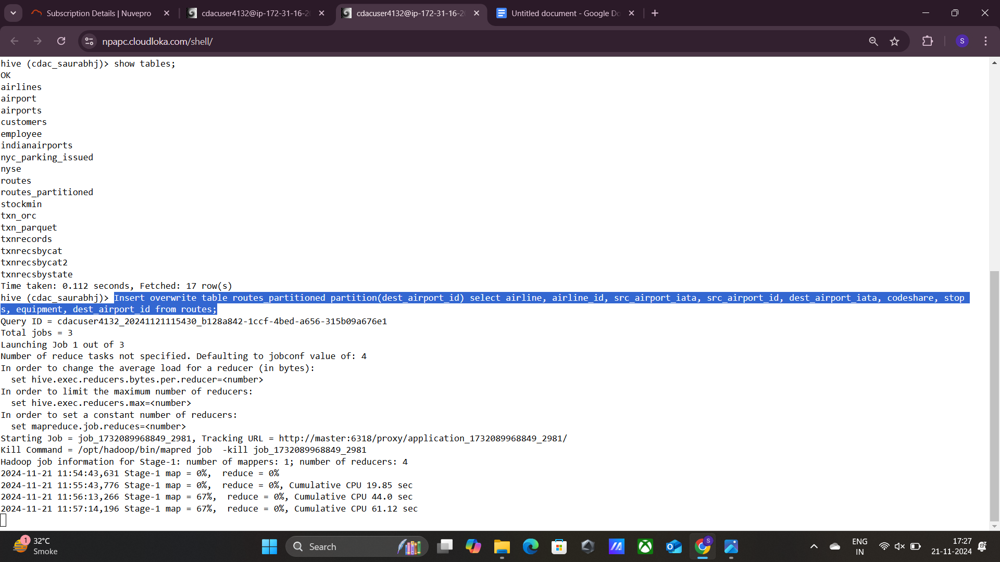 Subscription Details | Nuvepro
cdacuser4132@ip-172-31-16-2
cdacuser4132@ip-172-31-16-2
Untitled document - Google Do
npapc.cloudloka.com/shell/
S
hive (cdac_saurabhj)> show tables;
OK
airlines
airport
airports
customers
employee
indianairports
nyc_parking_issued
nyse
routes
routes_partitioned
stockmin
txn_orc
txn_parquet
txnrecords
txnrecsbycat
txnrecsbycat2
txnrecsbystate
Time taken: 0.112 seconds, Fetched: 17 row(s)
hive (cdac_saurabhj)> Insert overwrite table routes_partitioned partition(dest_airport_id) select airline, airline_id, src_airport_iata, src_airport_id, dest_airport_iata, codeshare, stop
s, equipment, dest_airport_id from routes;
Query ID = cdacuser4132_20241121115430_b128a842-1ccf-4bed-a656-315b09a676e1
Total jobs = 3
Launching Job 1 out of 3
Number of reduce tasks not specified. Defaulting to jobconf value of: 4
In order to change the average load for a reducer (in bytes):
  set hive.exec.reducers.bytes.per.reducer=<number>
In order to limit the maximum number of reducers:
  set hive.exec.reducers.max=<number>
In order to set a constant number of reducers:
  set mapreduce.job.reduces=<number>
Starting Job = job_1732089968849_2981, Tracking URL = http://master:6318/proxy/application_1732089968849_2981/
Kill Command = /opt/hadoop/bin/mapred job  -kill job_1732089968849_2981
Hadoop job information for Stage-1: number of mappers: 1; number of reducers: 4
2024-11-21 11:54:43,631 Stage-1 map = 0%,  reduce = 0%
2024-11-21 11:55:43,776 Stage-1 map = 0%,  reduce = 0%, Cumulative CPU 19.85 sec
2024-11-21 11:56:13,266 Stage-1 map = 67%,  reduce = 0%, Cumulative CPU 44.0 sec
2024-11-21 11:57:14,196 Stage-1 map = 67%,  reduce = 0%, Cumulative CPU 61.12 sec
1
32°C
Smoke
Search
S
ENG
IN
17:27
21-11-2024